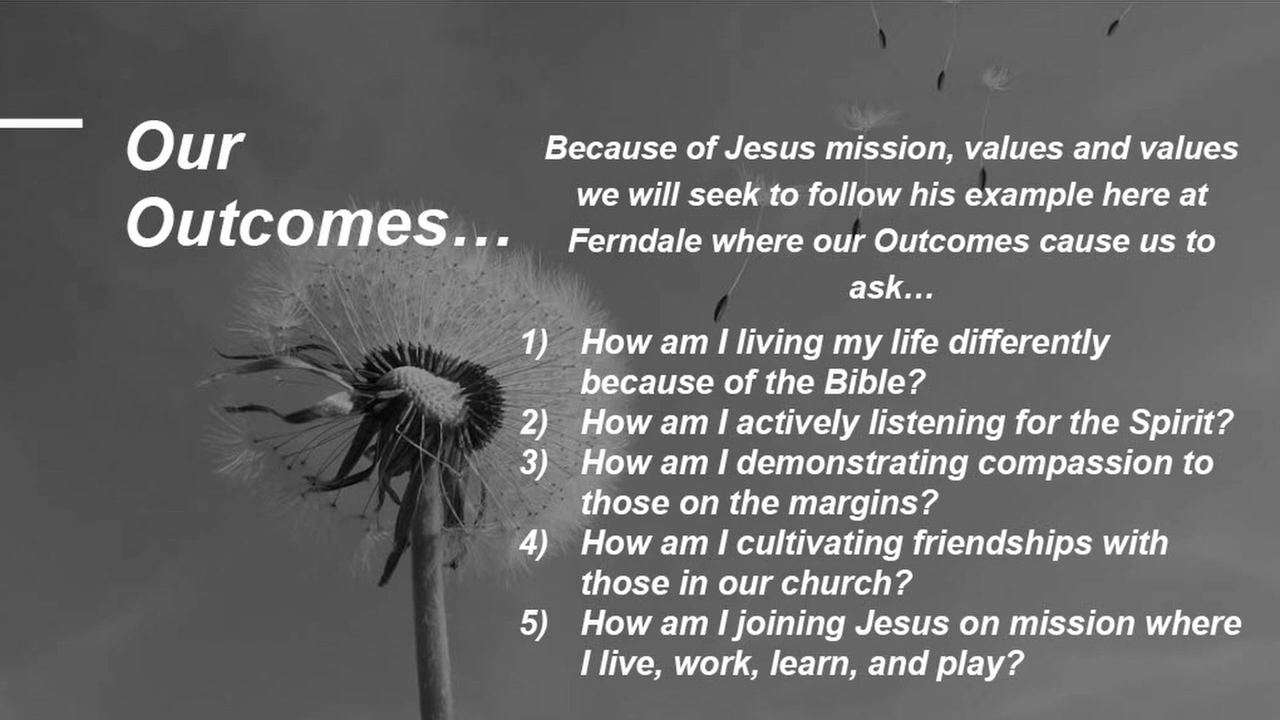 Our
Outcomes…
Because of Jesus mission, values and values
we will seek to follow his example here at
Ferndale where our Outcomes cause us to
ask…
1) How am I living my life differently
because of the Bible?
2) How am I actively listening for the Spirit?
3) How am I demonstrating compassion to
those on the margins?
4) How am I cultivating friendships with
those in our church?
5) How am I joining Jesus on mission where
I live, work, learn, and play?